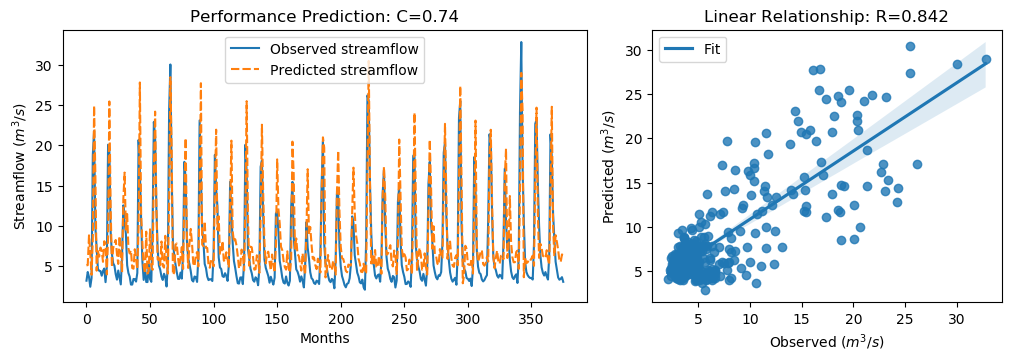 Performance Prediction: C=0.74
Streamflow (m³/s)
30
25
20
15
10
5
Observed streamflow
Predicted streamflow
0 50 100 150 200 250 300 350
Months
Linear Relationship: R=0.842
Predicted (m³/s)
30
25
20
15
10
5
Fit
5 10 15 20 25 30
Observed (m³/s)